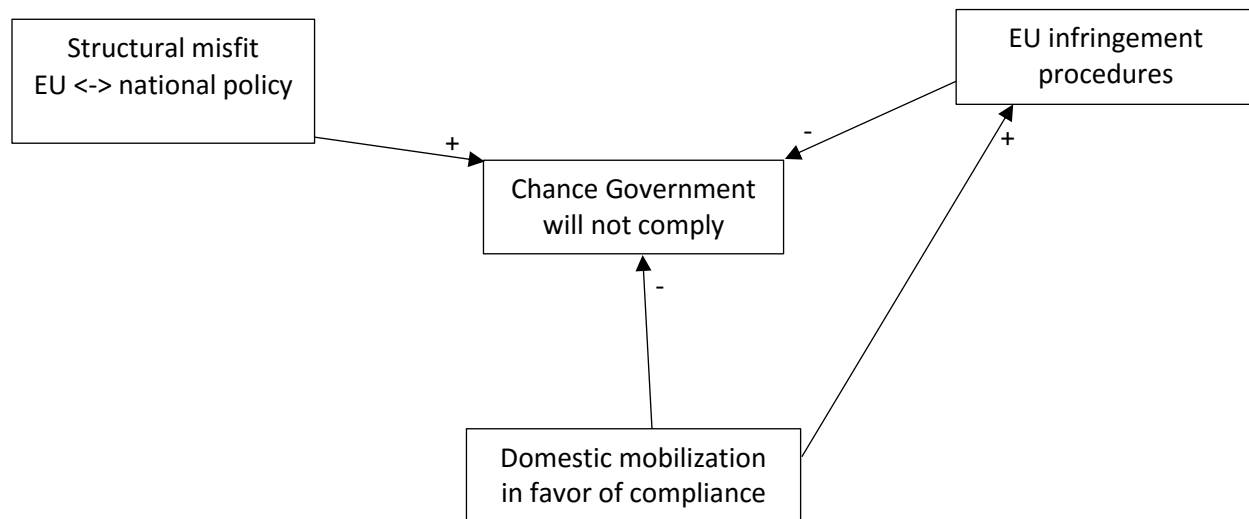 Structural misfit
EU <-> national policy
EU infringement
procedures
+
-
+
Chance Government
will not comply
-
Domestic mobilization
in favor of compliance